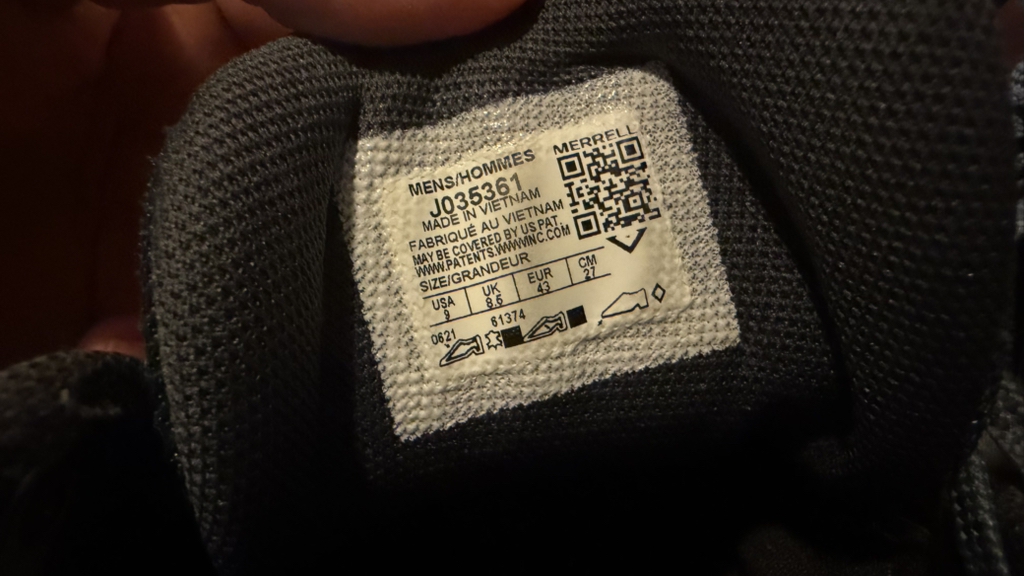 MERRELL
MENS/HOMMES
J035361
MADE IN VIETNAM
FABRIQUÉ AU VIETNAM
MAY BE COVERED BY US PAT.
WWW.PATENTS.WWWINC.COM
SIZE/GRANDEUR
USA UK EUR CM
9 8.5 43 27
0621 61374